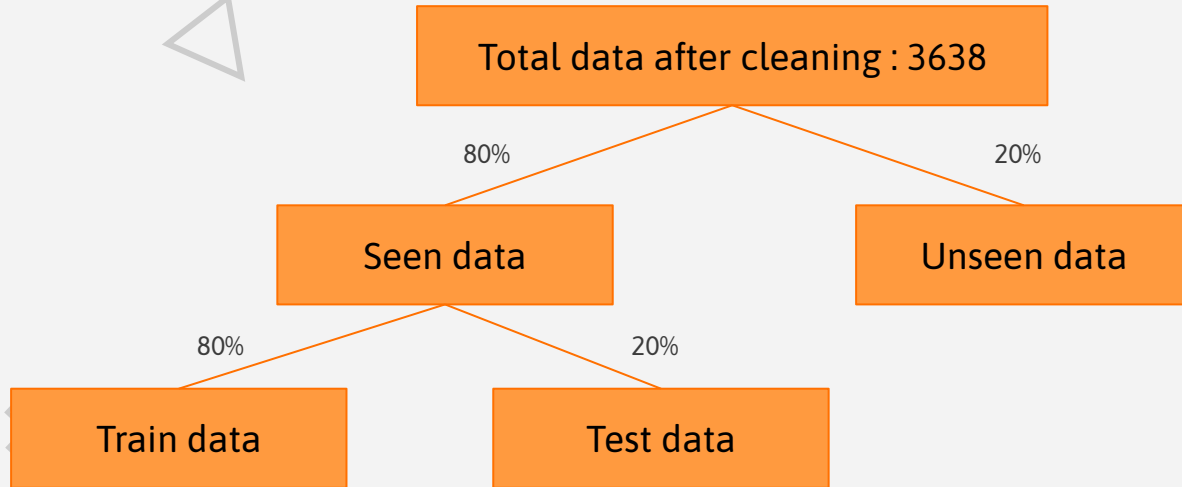 Total data after cleaning : 3638
80%
20%
Seen data
Unseen data
80%
20%
Train data
Test data